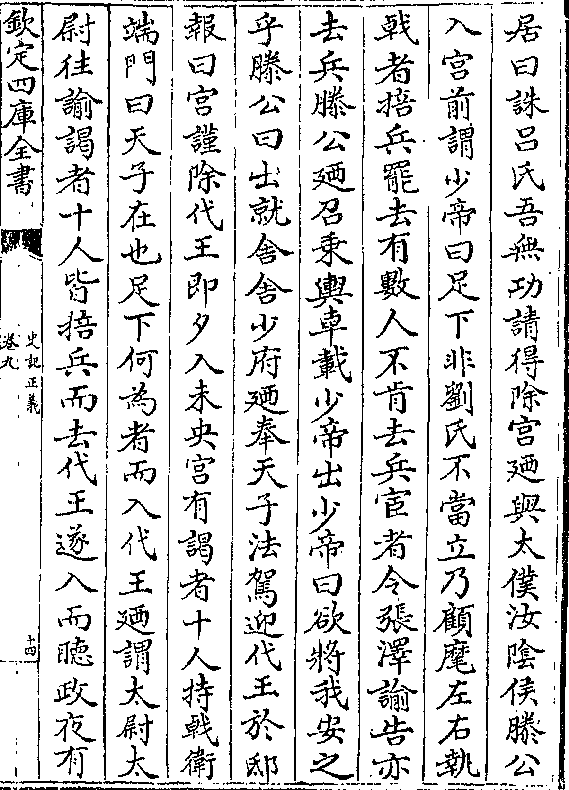 居曰誅吕氏吾無功請得除宫廼與太僕汝隂侯滕公
入宫前謂少帝曰足下非劉氏不當立乃顧麾左右執
㦸者掊兵罷去有數人不肯去兵宦者令張澤諭告亦
去兵滕公廼召乗輿車載少帝出少帝曰欲將我安之
乎滕公曰出就舍舍少府廼奉天子法駕迎代王於邸
報曰宫謹除代王即夕入未央宫有謁者十人持㦸衛
端門曰天子在也足下何為者而入代王廼謂太尉太
尉往諭謁者十人皆掊兵而去代王遂入而聽政夜有
欽定四庫全書
史記正義
卷九
十四